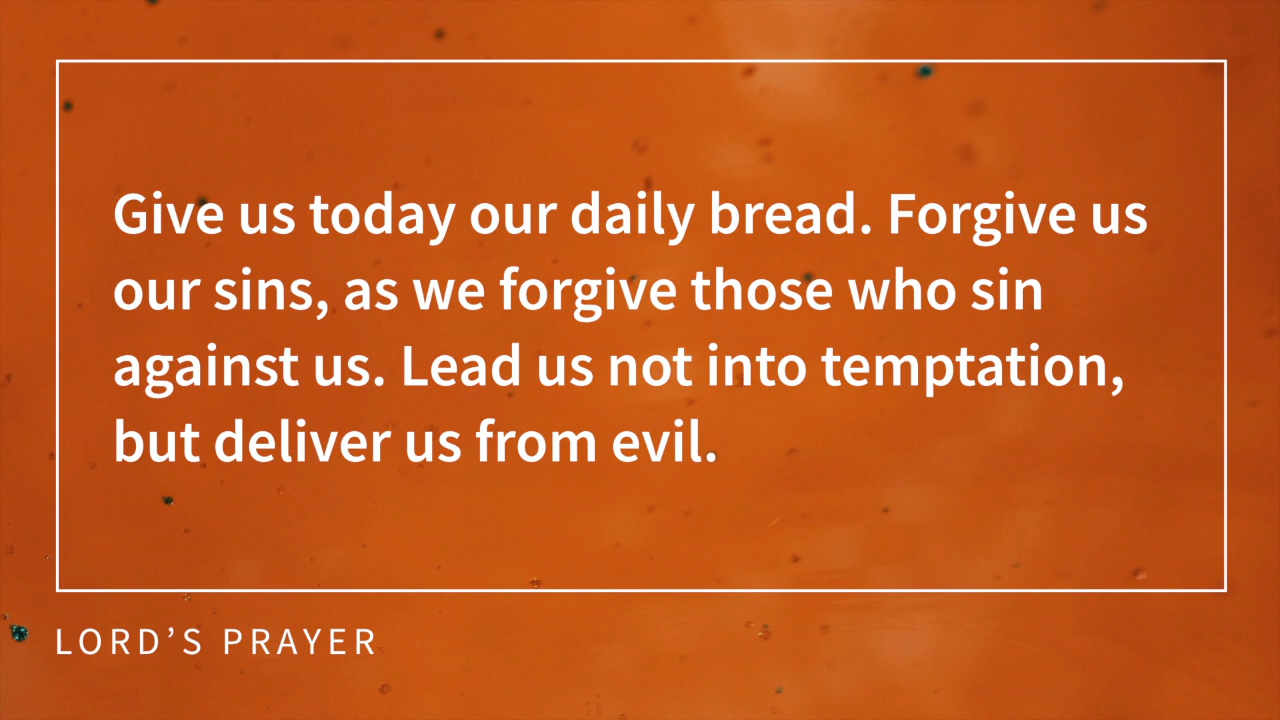 Give us today our daily bread. Forgive us
our sins, as we forgive those who sin
against us. Lead us not into temptation,
but deliver us from evil.
LORD’S PRAYER